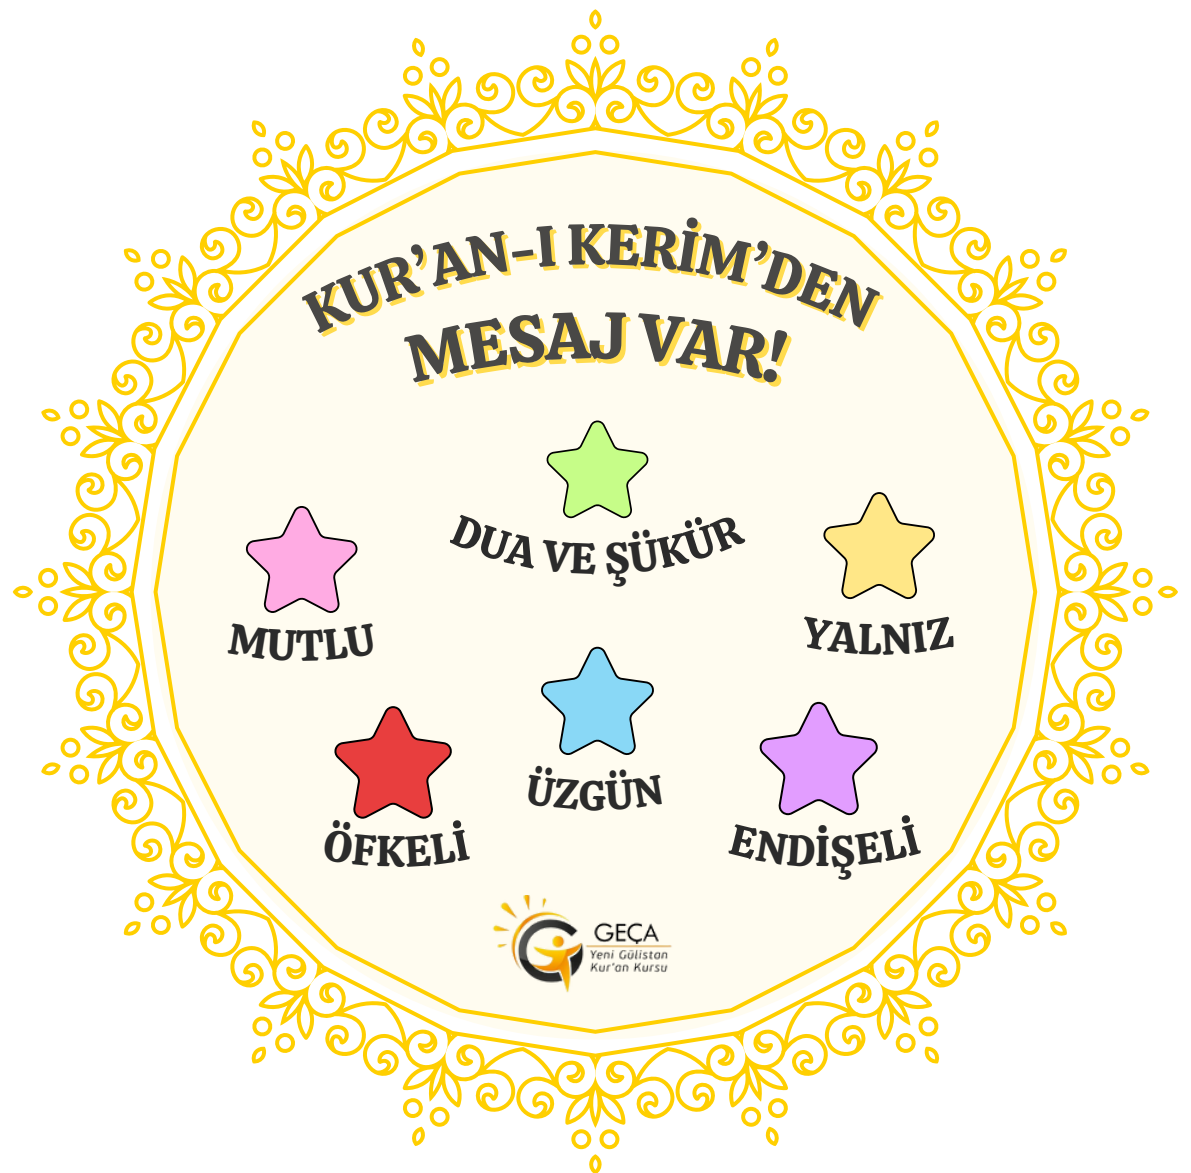 KUR'AN-I KERİM'DEN
MESAJ VAR!
DUA VE ŞÜKÜR
MUTLU
YALNIZ
ÜZGÜN
ÖFKELİ
ENDİŞELİ
GEÇA
Yeni Gülistan
Kur'an Kursu